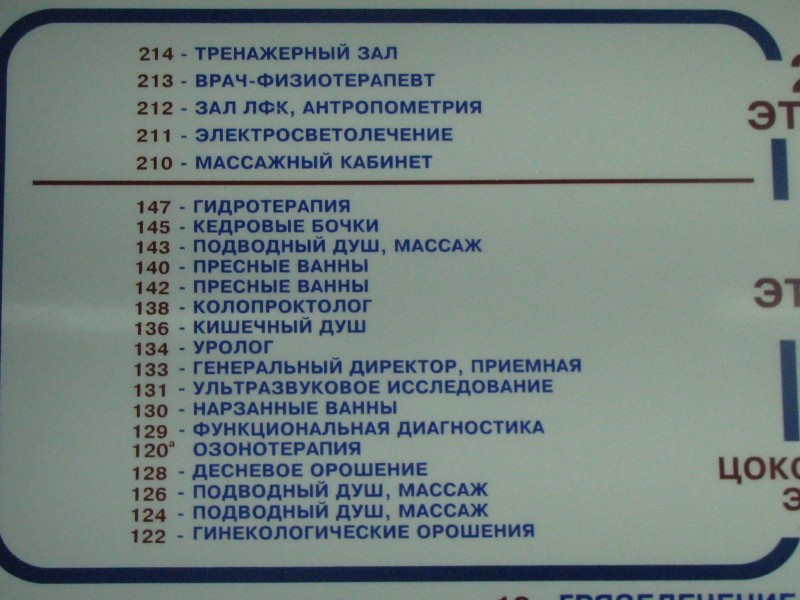 214 - ТРЕНАЖЕРНЫЙ ЗАЛ
213 - ВРАЧ-ФИЗИОТЕРАПЕВТ
212 - ЗАЛ ЛФК, АНТРОПОМЕТРИЯ
211 - ЭЛЕКТРОСВЕТОЛЕЧЕНИЕ
210 - МАССАЖНЫЙ КАБИНЕТ
2
ЭТ
147 - ГИДРОТЕРАПИЯ
145 - КЕДРОВЫЕ БОЧКИ
143 - ПОДВОДНЫЙ ДУШ, МАССАЖ
140 - ПРЕСНЫЕ ВАННЫ
142 - ПРЕСНЫЕ ВАННЫ
138 - КОЛОПРОКТОЛОГ
136 - КИШЕЧНЫЙ ДУШ
134 - УРОЛОГ
133 - ГЕНЕРАЛЬНЫЙ ДИРЕКТОР, ПРИЕМНАЯ
131 - УЛЬТРАЗВУКОВОЕ ИССЛЕДОВАНИЕ
130 - НАРЗАННЫЕ ВАННЫ
129 - ФУНКЦИОНАЛЬНАЯ ДИАГНОСТИКА
120ᵃ ОЗОНОТЕРАПИЯ
128 - ДЕСНЕВОЕ ОРОШЕНИЕ
126 - ПОДВОДНЫЙ ДУШ, МАССАЖ
124 - ПОДВОДНЫЙ ДУШ, МАССАЖ
122 - ГИНЕКОЛОГИЧЕСКИЕ ОРОШЕНИЯ
ЭТ
ЦОКО
Э